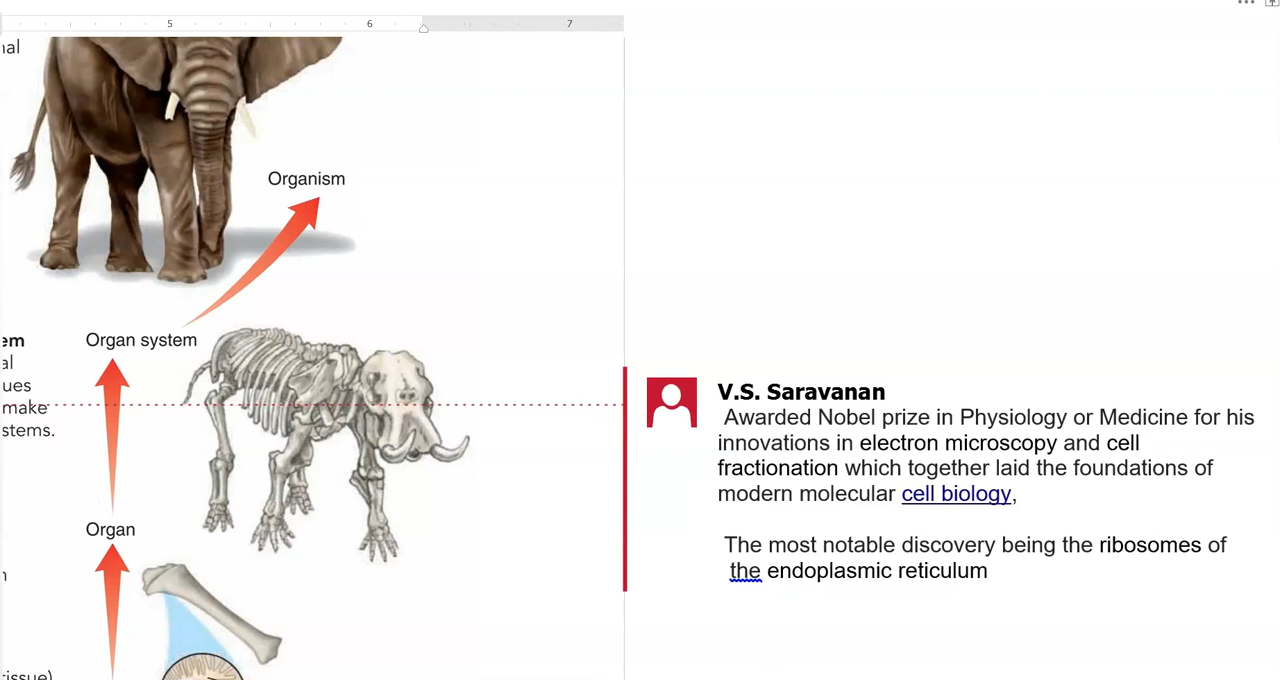 5 6 7
Organism
em Organ system
ues
make
stems.
Organ
tissue)
V.S. Saravanan
Awarded Nobel prize in Physiology or Medicine for his
innovations in electron microscopy and cell
fractionation which together laid the foundations of
modern molecular cell biology,
The most notable discovery being the ribosomes of
the endoplasmic reticulum